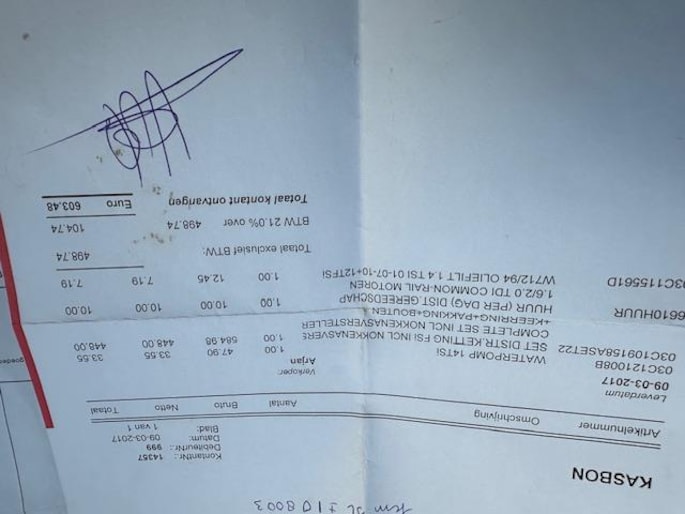 KASBON
KontantNr.: 14357
DebiteurNr.: 999
Datum: 09-03-2017
Blad: 1 van 1
Artikelnummer Omschrijving Aantal Bruto Netto Totaal
Leverdatum Verkoper:
09-03-2017 Arjan
03C121008B WATERPOMP 14TSI 1.00 47.90 33.55 33.55
03C109158ASET22 SET DISTR.KETTING FSI INCL NOKKENASVERS 1.00 584.98 448.00 448.00
COMPLETE SET INCL NOKKENASVERSTELLER
+KEERRING+PAKKING+BOUTEN
6610HUUR HUUR (PER DAG) DIST.GEREEDSCHAP 1.00 10.00 10.00 10.00
1.6/2.0 TDI COMMON-RAIL MOTOREN
03C115561D W712/94 OLIEFILT 1.4 TSI 01-07-10-12+12TFSI 1.00 12.45 7.19 7.19
Totaal exclusief BTW: 498.74
BTW 21.0% over 498.74 104.74
Totaal kontant ontvangen Euro 603.48
goederen